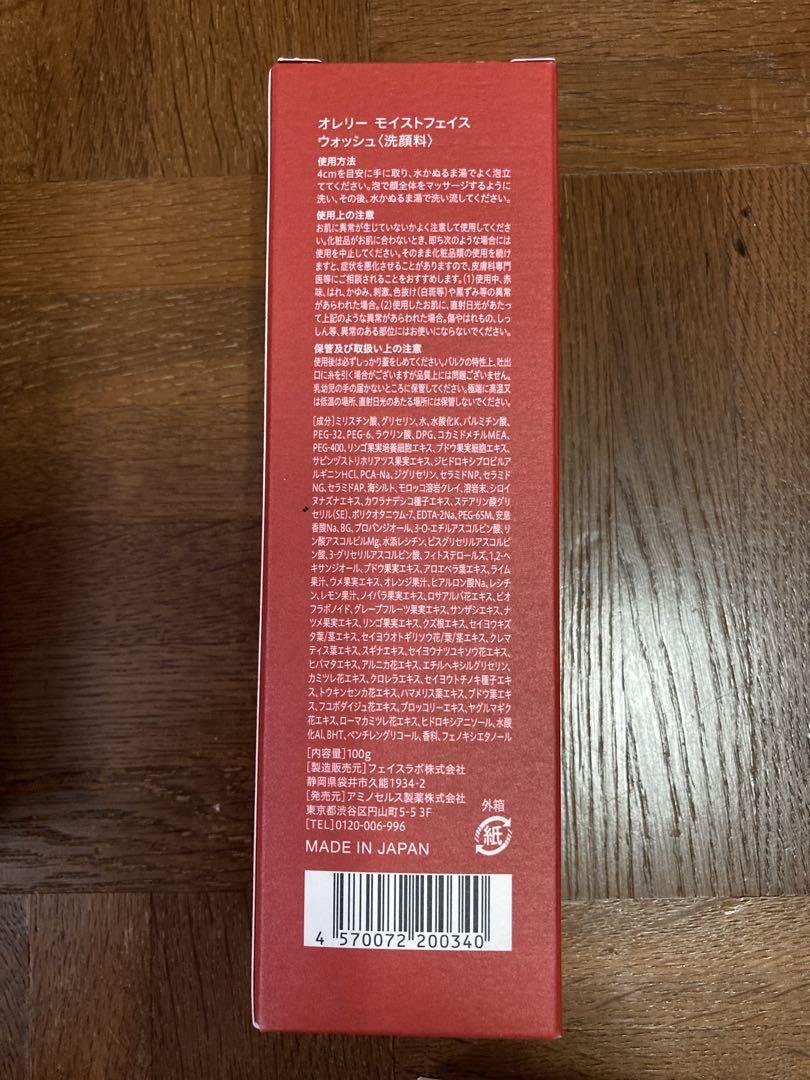 オレリー モイストフェイス
ウォッシュ〈洗顔料〉
使用方法
4cmを目安に手に取り、水かぬるま湯でよく泡立
ててください。泡で顔全体をマッサージするように
洗い、その後、水かぬるま湯で洗い流してください。
使用上の注意
お肌に異常が生じていないかよく注意して使用してくださ
い。化粧品がお肌に合わないとき、即ち次のような場合には
使用を中止してください。そのまま化粧品類の使用を続け
ますと、症状を悪化させることがありますので、皮膚科専門
医等にご相談されることをおすすめします。(1)使用中、赤
味、はれ、かゆみ、刺激、色抜け(白斑等)や黒ずみ等の異常
があらわれた場合。(2)使用したお肌に、直射日光があたた
って上記のような異常があらわれた場合。傷やはれもの、しっ
しん等、異常のある部位にはお使いにならないでください。
保管及び取扱い上の注意
使用後は必ずしっかり蓋をしめてください。バルクの特性上、吐出
口に糸を引く場合がございますが品質上には問題ございません。
乳幼児の手の届かないところに保管してください。極端に高温又
は低温の場所、直射日光のあたる場所には保管しないでください。
[成分]ミリスチン酸、グリセリン、水、水酸化K、パルミチン酸、
PEG-32、PEG-6、ラウリン酸、DPG、コカミドメチルMEA、
PEG-400、リンゴ果実培養細胞エキス、ブドウ果実細胞エキス、
サピンヅストリホリアツス果実エキス、ジヒドロキシプロピルア
ルギニンHCl、PCA-Na、ジグリセリン、セラミドNP、セラミド
NG、セラミドAP、海シルト、モロッコ溶岩クレイ、溶岩末、シロイ
ヌナズナエキス、カワラナデシコ種子エキス、ステアリン酸グリ
セリル(SE)、ポリクオタニウム-7、EDTA-2Na、PEG-65M、安息
香酸Na、BG、プロパンジオール、3-O-エチルアスコルビン酸、リ
ン酸アスコルビルMg、水添レシチン、ビスグリセリルアスコルビ
ン酸、3-グリセリルアスコルビン酸、フィトステロールズ、1,2-ヘ
キサンジオール、ブドウ果実エキス、アロエベラ葉エキス、ライム
果汁、ウメ果実エキス、オレンジ果汁、ヒアルロン酸Na、レシチ
ン、レモン果汁、ノイバラ果実エキス、ロサアルバ花エキス、ビオ
フラボノイド、グレープフルーツ果実エキス、サンザシエキス、ナ
ツメ果実エキス、リンゴ果実エキス、クズ根エキス、セイヨウキズ
タ葉/茎エキス、セイヨウオトギリソウ花/葉/茎エキス、クレマ
ティス葉エキス、スギナエキス、セイヨウナツユキソウ花エキス、
ヒバマタエキス、アルニカ花エキス、エチルヘキシルグリセリン、
カミツレ花エキス、クロレラエキス、セイヨウトチノキ種子エキ
ス、トウキンセンカ花エキス、ハマメリス葉エキス、ブドウ葉エキ
ス、フユボダイジュ花エキス、ブロッコリーエキス、ヤグルマギク
花エキス、ローマカミツレ花エキス、ヒドロキシアニソール、水酸
化Al、BHT、ペンチレングリコール、香料、フェノキシエタノール
[内容量]100g
[製造販売元]フェイスラボ株式会社
静岡県袋井市久能1934-2
[発売元]アミノセルス製薬株式会社
東京都渋谷区円山町5-5 3F
[TEL]0120-006-996
MADE IN JAPAN
外箱
紙
4 570072 200340